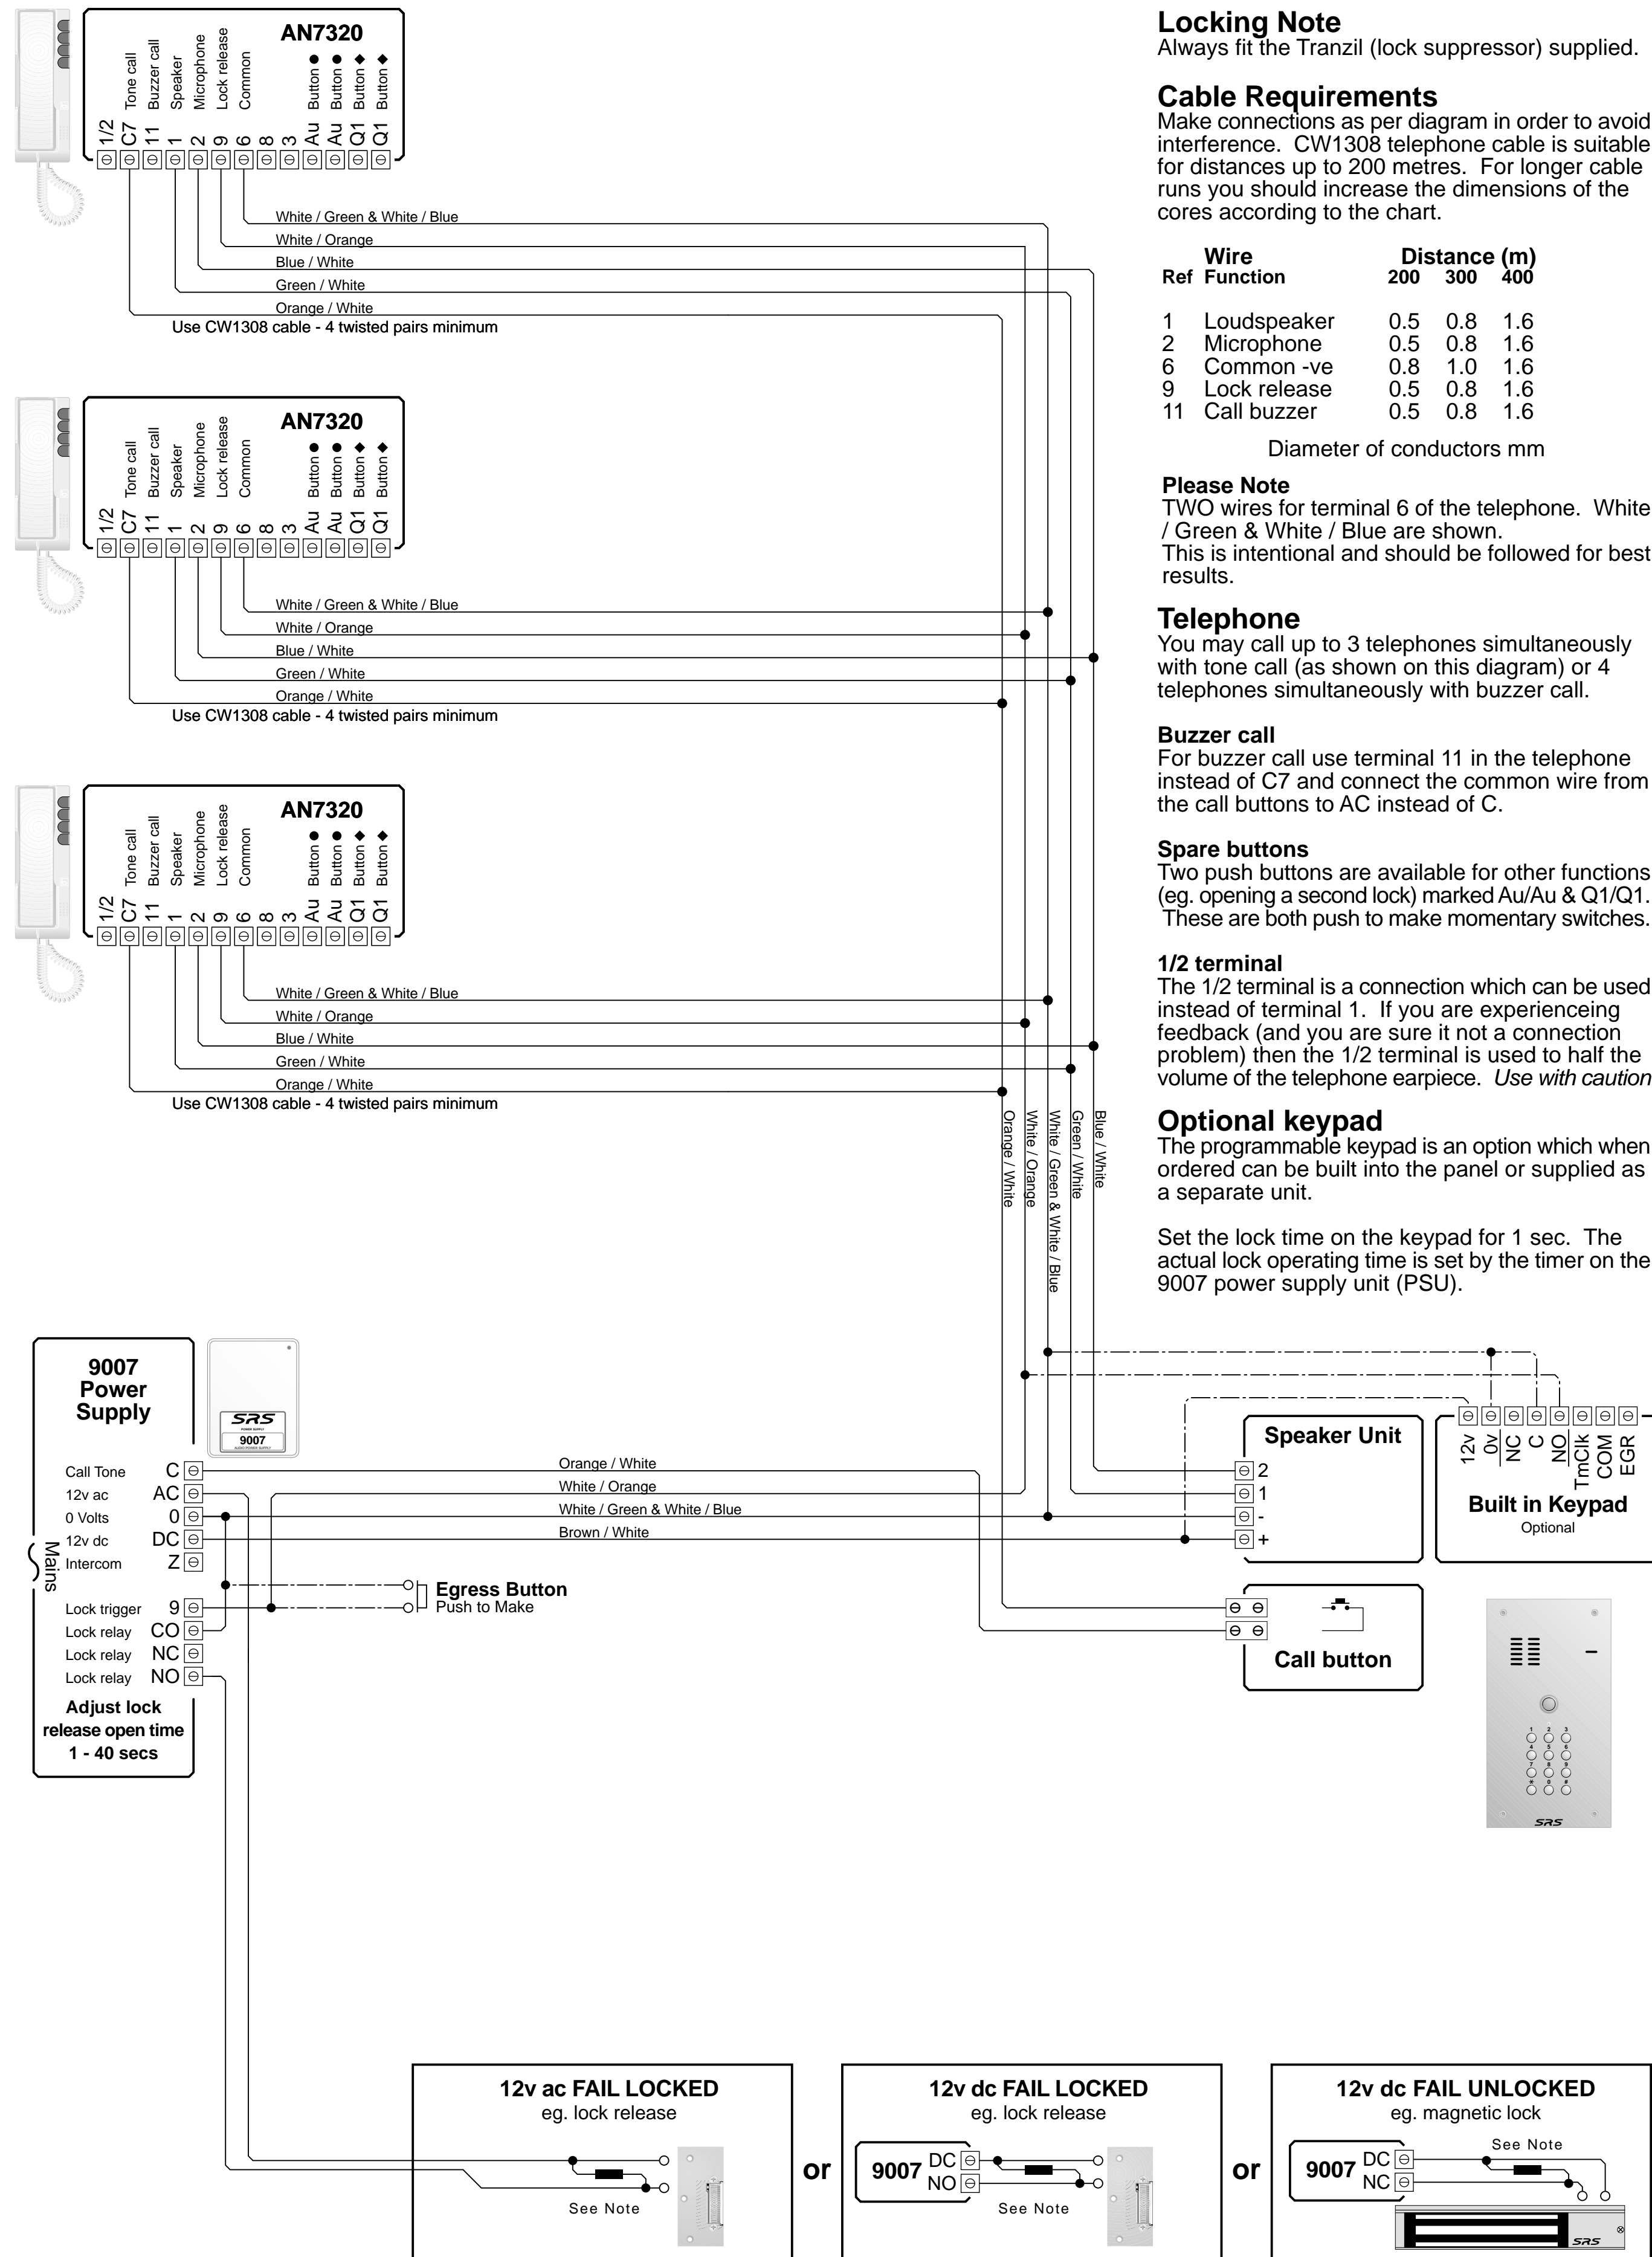 AN7320
Tone call
Buzzer call
Speaker
Microphone
Lock release
Common
Button ●
Button ●
Button ◆
Button ◆
1/2
C7
11
1
2
9
6
8
3
Au
Au
Q1
Q1
White / Green & White / Blue
White / Orange
Blue / White
Green / White
Orange / White
Use CW1308 cable - 4 twisted pairs minimum
AN7320
Tone call
Buzzer call
Speaker
Microphone
Lock release
Common
Button ●
Button ●
Button ◆
Button ◆
1/2
C7
11
1
2
9
6
8
3
Au
Au
Q1
Q1
White / Green & White / Blue
White / Orange
Blue / White
Green / White
Orange / White
Use CW1308 cable - 4 twisted pairs minimum
AN7320
Tone call
Buzzer call
Speaker
Microphone
Lock release
Common
Button ●
Button ●
Button ◆
Button ◆
1/2
C7
11
1
2
9
6
8
3
Au
Au
Q1
Q1
White / Green & White / Blue
White / Orange
Blue / White
Green / White
Orange / White
Use CW1308 cable - 4 twisted pairs minimum
Orange / White
White / Orange
White / Green & White / Blue
Green / White
Blue / White
Locking Note
Always fit the Tranzil (lock suppressor) supplied.
Cable Requirements
Make connections as per diagram in order to avoid
interference. CW1308 telephone cable is suitable
for distances up to 200 metres. For longer cable
runs you should increase the dimensions of the
cores according to the chart.
Wire Distance (m)
Ref Function 200 300 400
1 Loudspeaker 0.5 0.8 1.6
2 Microphone 0.5 0.8 1.6
6 Common -ve 0.8 1.0 1.6
9 Lock release 0.5 0.8 1.6
11 Call buzzer 0.5 0.8 1.6
Diameter of conductors mm
Please Note
TWO wires for terminal 6 of the telephone. White
/ Green & White / Blue are shown.
This is intentional and should be followed for best
results.
Telephone
You may call up to 3 telephones simultaneously
with tone call (as shown on this diagram) or 4
telephones simultaneously with buzzer call.
Buzzer call
For buzzer call use terminal 11 in the telephone
instead of C7 and connect the common wire from
the call buttons to AC instead of C.
Spare buttons
Two push buttons are available for other functions
(eg. opening a second lock) marked Au/Au & Q1/Q1.
These are both push to make momentary switches.
1/2 terminal
The 1/2 terminal is a connection which can be used
instead of terminal 1. If you are experienceing
feedback (and you are sure it not a connection
problem) then the 1/2 terminal is used to half the
volume of the telephone earpiece. Use with caution
Optional keypad
The programmable keypad is an option which when
ordered can be built into the panel or supplied as
a separate unit.
Set the lock time on the keypad for 1 sec. The
actual lock operating time is set by the timer on the
9007 power supply unit (PSU).
9007
Power
Supply
SRS
POWER SUPPLY
9007
AUDIO POWER SUPPLY
Call Tone C
12v ac AC
0 Volts 0
12v dc DC
Intercom Z
Mains
Lock trigger 9
Lock relay CO
Lock relay NC
Lock relay NO
Adjust lock
release open time
1 - 40 secs
Orange / White
White / Orange
White / Green & White / Blue
Brown / White
Egress Button
Push to Make
Speaker Unit
2
1
-
+
Call button
12v
0v
NC
C
NO
TmClk
COM
EGR
Built in Keypad
Optional
1 2 3
4 5 6
7 8 9
* 0 #
SRS
12v ac FAIL LOCKED
eg. lock release
See Note
or
12v dc FAIL LOCKED
eg. lock release
9007
DC
NO
See Note
or
12v dc FAIL UNLOCKED
eg. magnetic lock
9007
DC
NC
See Note
SRS